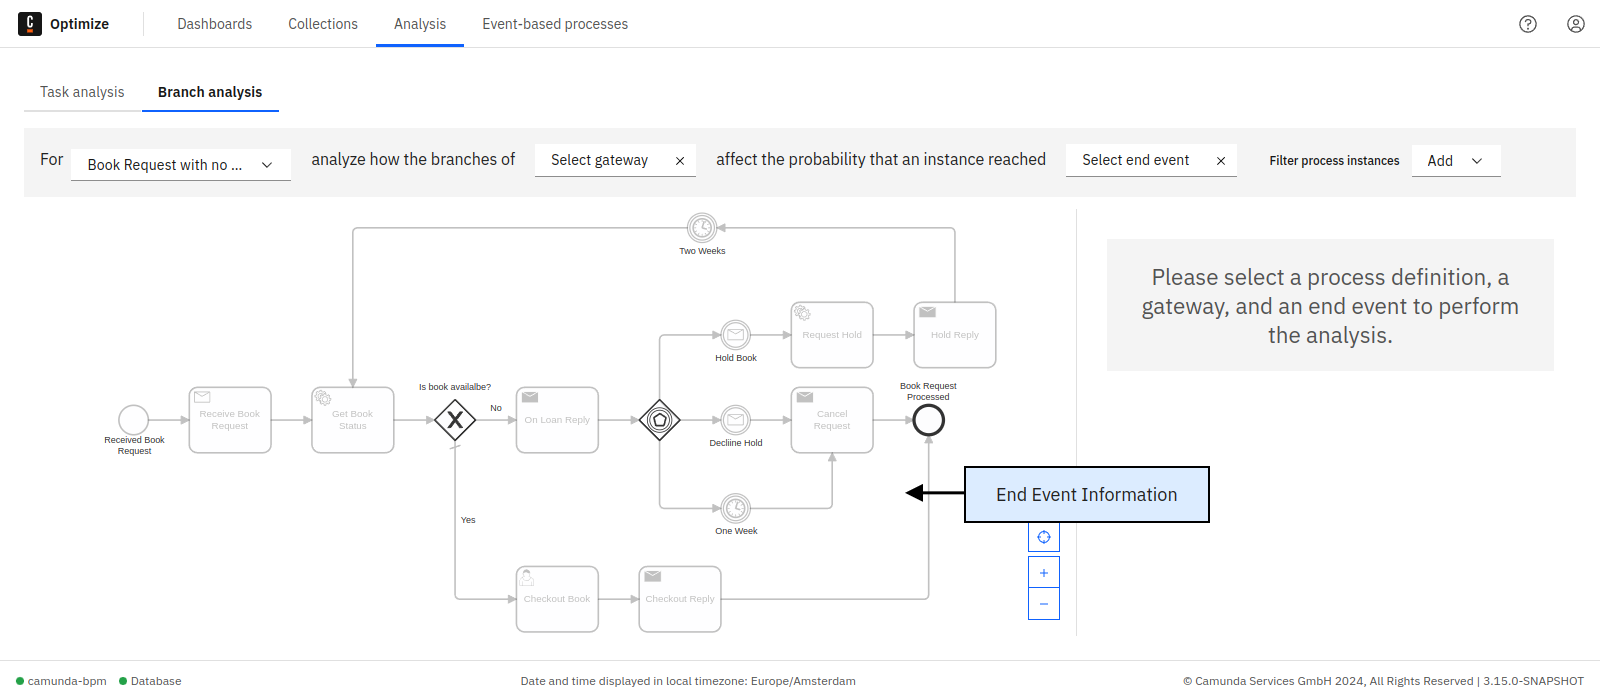 Optimize
Dashboards
Collections
Analysis
Event-based processes
Task analysis
Branch analysis
For
Book Request with no ...
analyze how the branches of
Select gateway
affect the probability that an instance reached
Select end event
Filter process instances
Add
Two Weeks
Please select a process definition, a
gateway, and an end event to perform
the analysis.
Request Hold
Hold Reply
Hold Book
Is book availalbe?
Book Request
Processed
No
Receive Book
Request
Get Book
Status
On Loan Reply
Cancel
Request
Received Book
Request
Decliine Hold
End Event Information
Yes
One Week
Checkout Book
Checkout Reply
camunda-bpm
Database
Date and time displayed in local timezone: Europe/Amsterdam
© Camunda Services GmbH 2024, All Rights Reserved | 3.15.0-SNAPSHOT